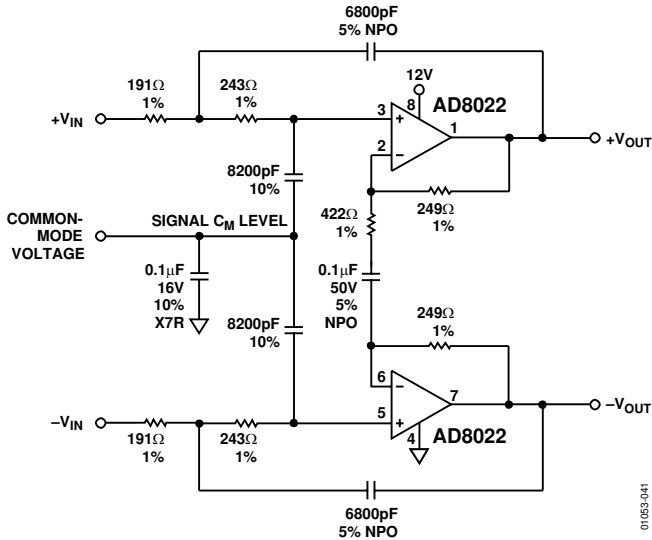 6800pF
5% NPO
191Ω
1%
243Ω
1%
12V
8
AD8022
+VIN
3
+
1
+VOUT
2
−
8200pF
10%
249Ω
1%
422Ω
1%
COMMON-
MODE
VOLTAGE
SIGNAL CM LEVEL
0.1μF
16V
10%
X7R
0.1μF
50V
5%
NPO
8200pF
10%
249Ω
1%
6
−
7
−VIN
5
+
−VOUT
4
AD8022
191Ω
1%
243Ω
1%
6800pF
5% NPO
01053-041